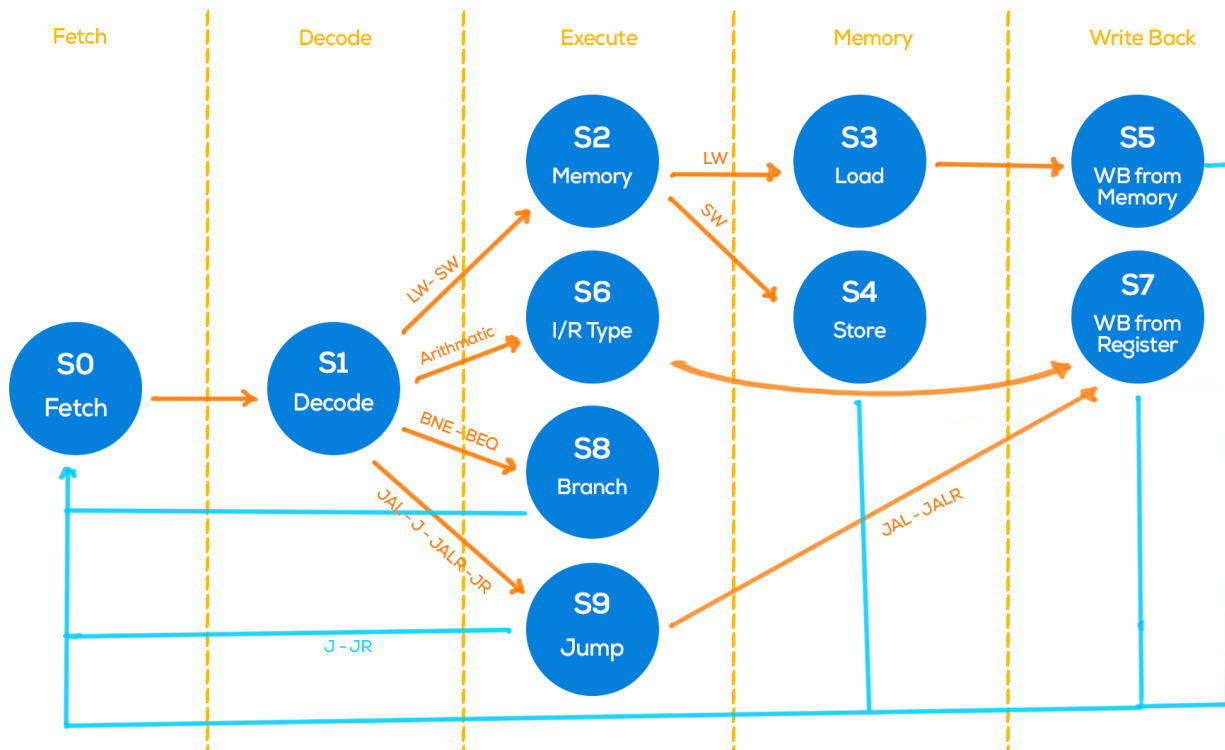 Fetch
Decode
Execute
Memory
Write Back
S2
Memory
S3
Load
S5
WB from
Memory
LW
SW
LW- SW
S6
I/R Type
S4
Store
S7
WB from
Register
Arithmatic
S0
Fetch
S1
Decode
BNE - BEQ
S8
Branch
JAL - J - JALR-JR
JAL - JALR
S9
Jump
J - JR